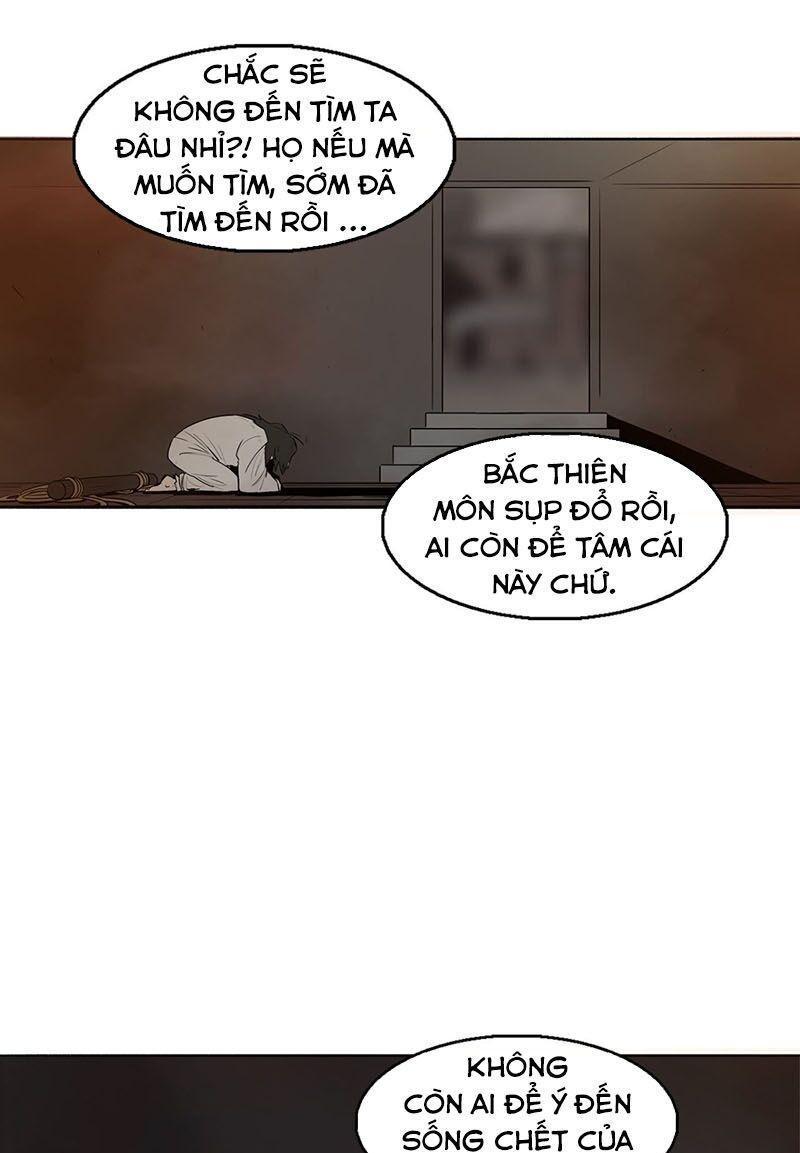 CHẮC SẼ
KHÔNG ĐẾN TÌM TA
ĐÂU NHỈ?! HỌ NẾU MÀ
MUỐN TÌM, SỚM ĐÃ
TÌM ĐẾN RỒI ...
BẮC THIÊN
MÔN SỤP ĐỔ RỒI,
AI CÒN ĐỂ TÂM CÁI
NÀY CHỨ.
KHÔNG
CÒN AI ĐỂ Ý ĐẾN
SỐNG CHẾT CỦA